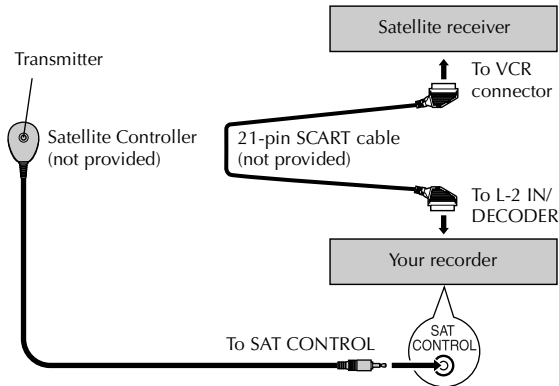 Satellite receiver
Transmitter
To VCR
connector
Satellite Controller
(not provided)
21-pin SCART cable
(not provided)
To L-2 IN/
DECODER
Your recorder
SAT
CONTROL
To SAT CONTROL